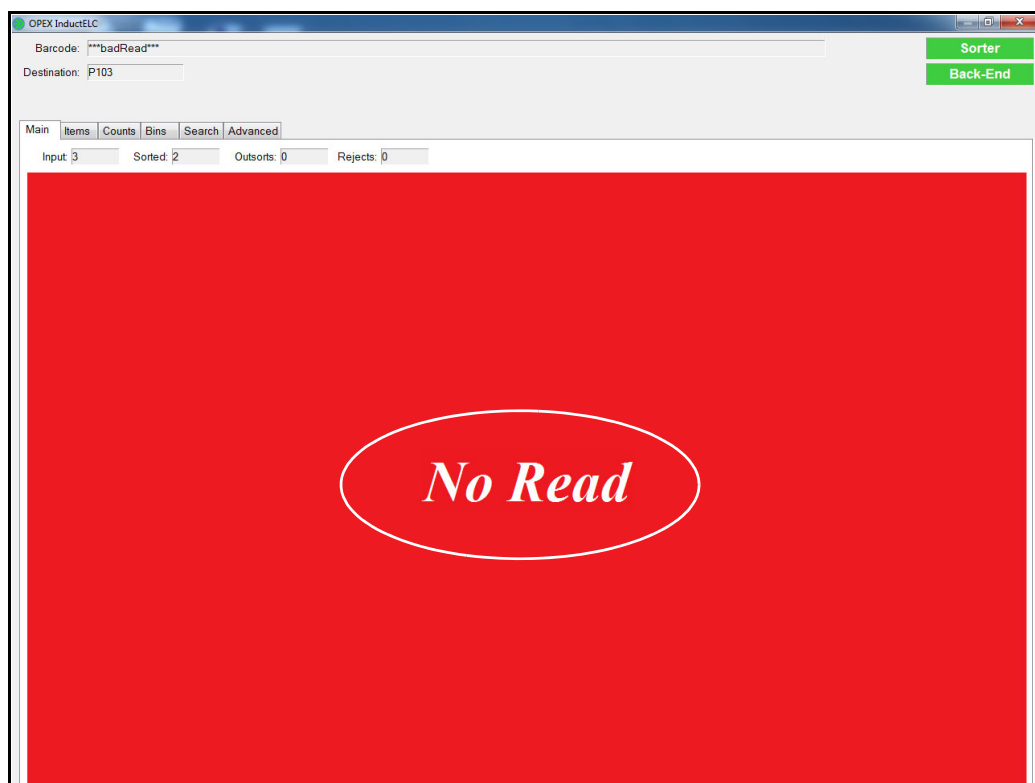 OPEX InductELC
Barcode: ***badRead*** Sorter
Destination: P103 Back-End
Main Items Counts Bins Search Advanced
Input: 3 Sorted: 2 Outsorts: 0 Rejects: 0
No Read